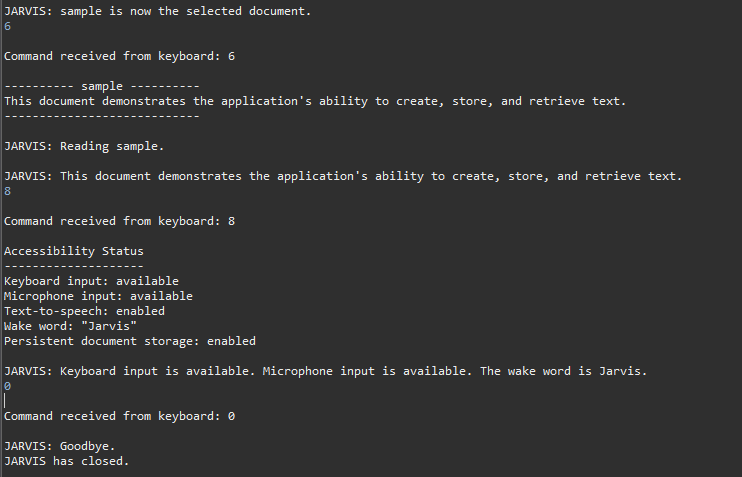 JARVIS: sample is now the selected document.
6
Command received from keyboard: 6
---------- sample ----------
This document demonstrates the application's ability to create, store, and retrieve text.
----------------------------
JARVIS: Reading sample.
JARVIS: This document demonstrates the application's ability to create, store, and retrieve text.
8
Command received from keyboard: 8
Accessibility Status
--------------------
Keyboard input: available
Microphone input: available
Text-to-speech: enabled
Wake word: "Jarvis"
Persistent document storage: enabled
JARVIS: Keyboard input is available. Microphone input is available. The wake word is Jarvis.
0
Command received from keyboard: 0
JARVIS: Goodbye.
JARVIS has closed.